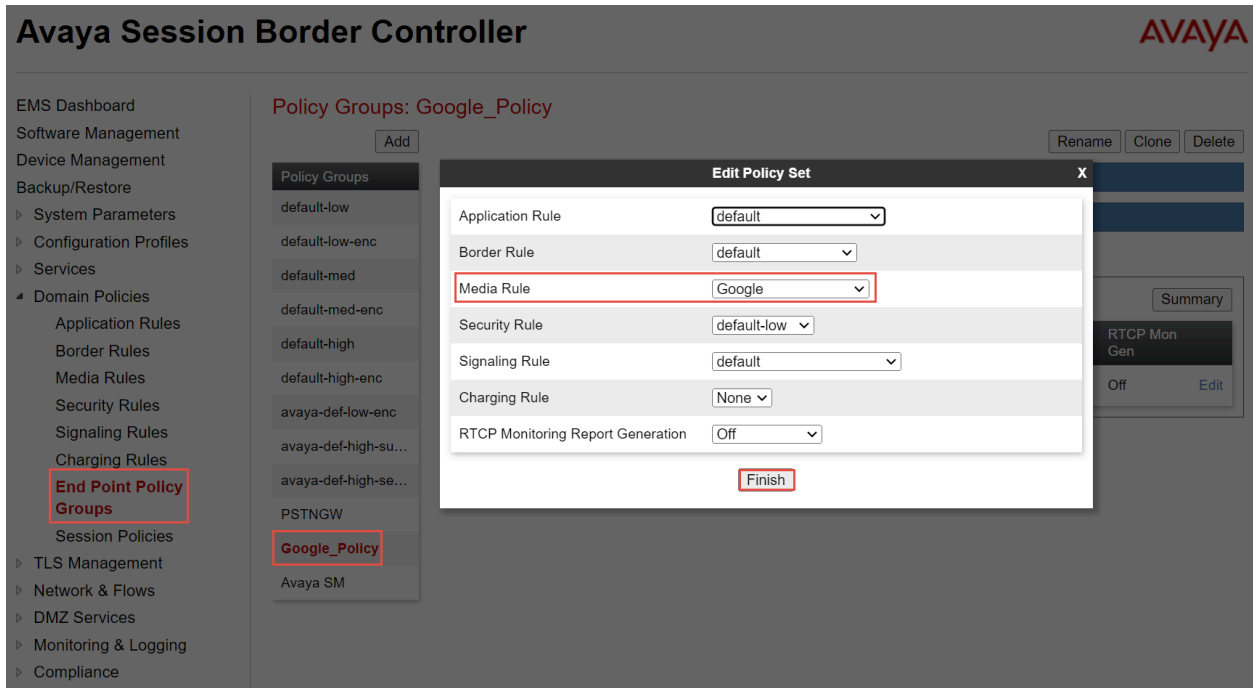 Avaya Session Border Controller
AVAYA
EMS Dashboard
Software Management
Device Management
Backup/Restore
System Parameters
Configuration Profiles
Services
Domain Policies
Application Rules
Border Rules
Media Rules
Security Rules
Signaling Rules
Charging Rules
End Point Policy
Groups
Session Policies
TLS Management
Network & Flows
DMZ Services
Monitoring & Logging
Compliance
Policy Groups: Google_Policy
Add
Rename Clone Delete
Policy Groups
default-low
default-low-enc
default-med
default-med-enc
default-high
default-high-enc
avaya-def-low-enc
avaya-def-high-su...
avaya-def-high-se...
PSTNGW
Google_Policy
Avaya SM
Edit Policy Set X
Application Rule default
Border Rule default
Media Rule Google
Security Rule default-low
Signaling Rule default
Charging Rule None
RTCP Monitoring Report Generation Off
Finish
Summary
RTCP Mon
Gen
Off Edit